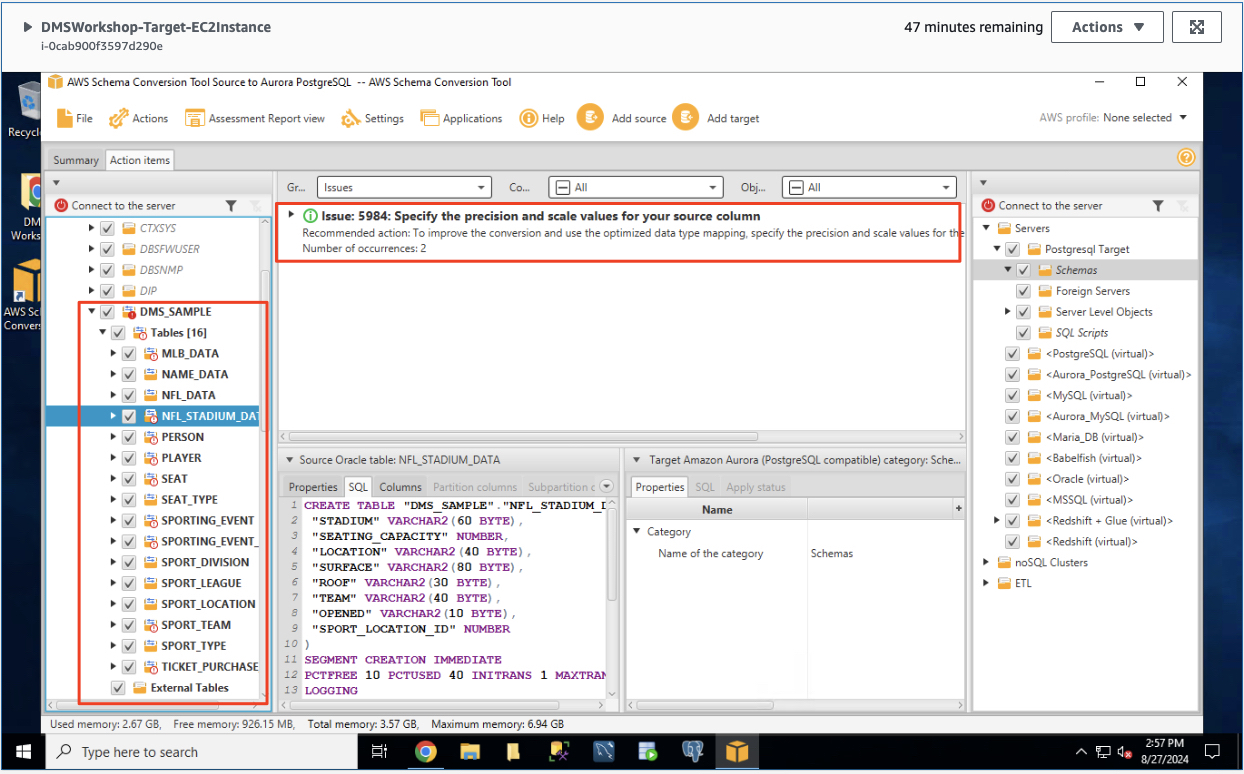 DMSWorkshop-Target-EC2Instance
i-0cab900f3597d290e
47 minutes remaining
Actions
AWS Schema Conversion Tool Source to Aurora PostgreSQL -- AWS Schema Conversion Tool
File
Actions
Assessment Report view
Settings
Applications
Help
Add source
Add target
AWS profile: None selected
Summary
Action items
Connect to the server
CTXSYS
DBSFWUSER
DBSNMP
DIP
DMS_SAMPLE
Tables [16]
MLB_DATA
NAME_DATA
NFL_DATA
NFL_STADIUM_DAT
PERSON
PLAYER
SEAT
SEAT_TYPE
SPORTING_EVENT
SPORTING_EVENT_
SPORT_DIVISION
SPORT_LEAGUE
SPORT_LOCATION
SPORT_TEAM
SPORT_TYPE
TICKET_PURCHASE
External Tables
Gr...
Issues
Co...
All
Obj...
All
Issue: 5984: Specify the precision and scale values for your source column
Recommended action: To improve the conversion and use the optimized data type mapping, specify the precision and scale values for the
Number of occurrences: 2
Source Oracle table: NFL_STADIUM_DATA
Properties
SQL
Columns
Partition columns
Subpartition c
1 CREATE TABLE "DMS_SAMPLE"."NFL_STADIUM_D
2 "STADIUM" VARCHAR2(60 BYTE),
3 "SEATING_CAPACITY" NUMBER,
4 "LOCATION" VARCHAR2(40 BYTE),
5 "SURFACE" VARCHAR2(80 BYTE),
6 "ROOF" VARCHAR2(30 BYTE),
7 "TEAM" VARCHAR2(40 BYTE),
8 "OPENED" VARCHAR2(10 BYTE),
9 "SPORT_LOCATION_ID" NUMBER
10 )
11 SEGMENT CREATION IMMEDIATE
12 PCTFREE 10 PCTUSED 40 INITRANS 1 MAXTRAN
13 LOGGING
Target Amazon Aurora (PostgreSQL compatible) category: Sche...
Properties
SQL
Apply status
Name
Category
Name of the category
Schemas
Connect to the server
Servers
Postgresql Target
Schemas
Foreign Servers
Server Level Objects
SQL Scripts
<PostgreSQL (virtual)>
<Aurora_PostgreSQL (virtual)>
<MySQL (virtual)>
<Aurora_MySQL (virtual)>
<Maria_DB (virtual)>
<Babelfish (virtual)>
<Oracle (virtual)>
<MSSQL (virtual)>
<Redshift + Glue (virtual)>
<Redshift (virtual)>
noSQL Clusters
ETL
Recycl
DM
Works
AWS Sc
Conver
Used memory: 2.67 GB, Free memory: 926.15 MB, Total memory: 3.57 GB, Maximum memory: 6.94 GB
Type here to search
2:57 PM
8/27/2024